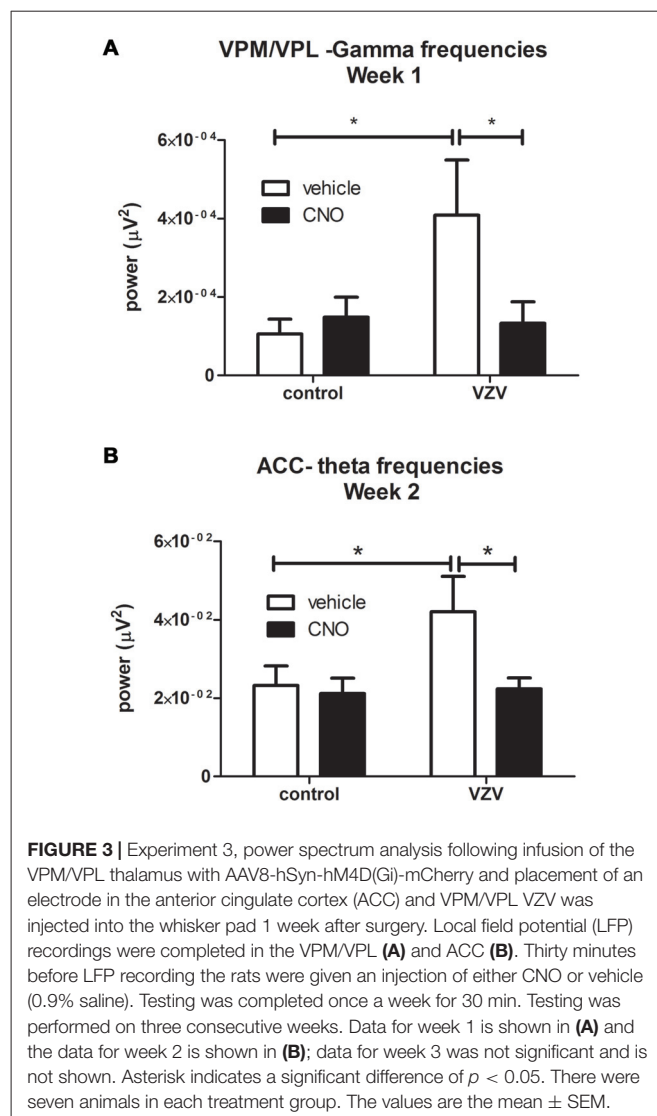 A
VPM/VPL -Gamma frequencies
Week 1
* *
6×10⁻⁰⁴
vehicle
CNO
4×10⁻⁰⁴
power (µV²)
2×10⁻⁰⁴
0
control VZV
B
ACC- theta frequencies
Week 2
* *
6×10⁻⁰²
vehicle
CNO
4×10⁻⁰²
power (µV²)
2×10⁻⁰²
0
control VZV
FIGURE 3 | Experiment 3, power spectrum analysis following infusion of the
VPM/VPL thalamus with AAV8-hSyn-hM4D(Gi)-mCherry and placement of an
electrode in the anterior cingulate cortex (ACC) and VPM/VPL VZV was
injected into the whisker pad 1 week after surgery. Local field potential (LFP)
recordings were completed in the VPM/VPL (A) and ACC (B). Thirty minutes
before LFP recording the rats were given an injection of either CNO or vehicle
(0.9% saline). Testing was completed once a week for 30 min. Testing was
performed on three consecutive weeks. Data for week 1 is shown in (A) and
the data for week 2 is shown in (B); data for week 3 was not significant and is
not shown. Asterisk indicates a significant difference of p < 0.05. There were
seven animals in each treatment group. The values are the mean ± SEM.